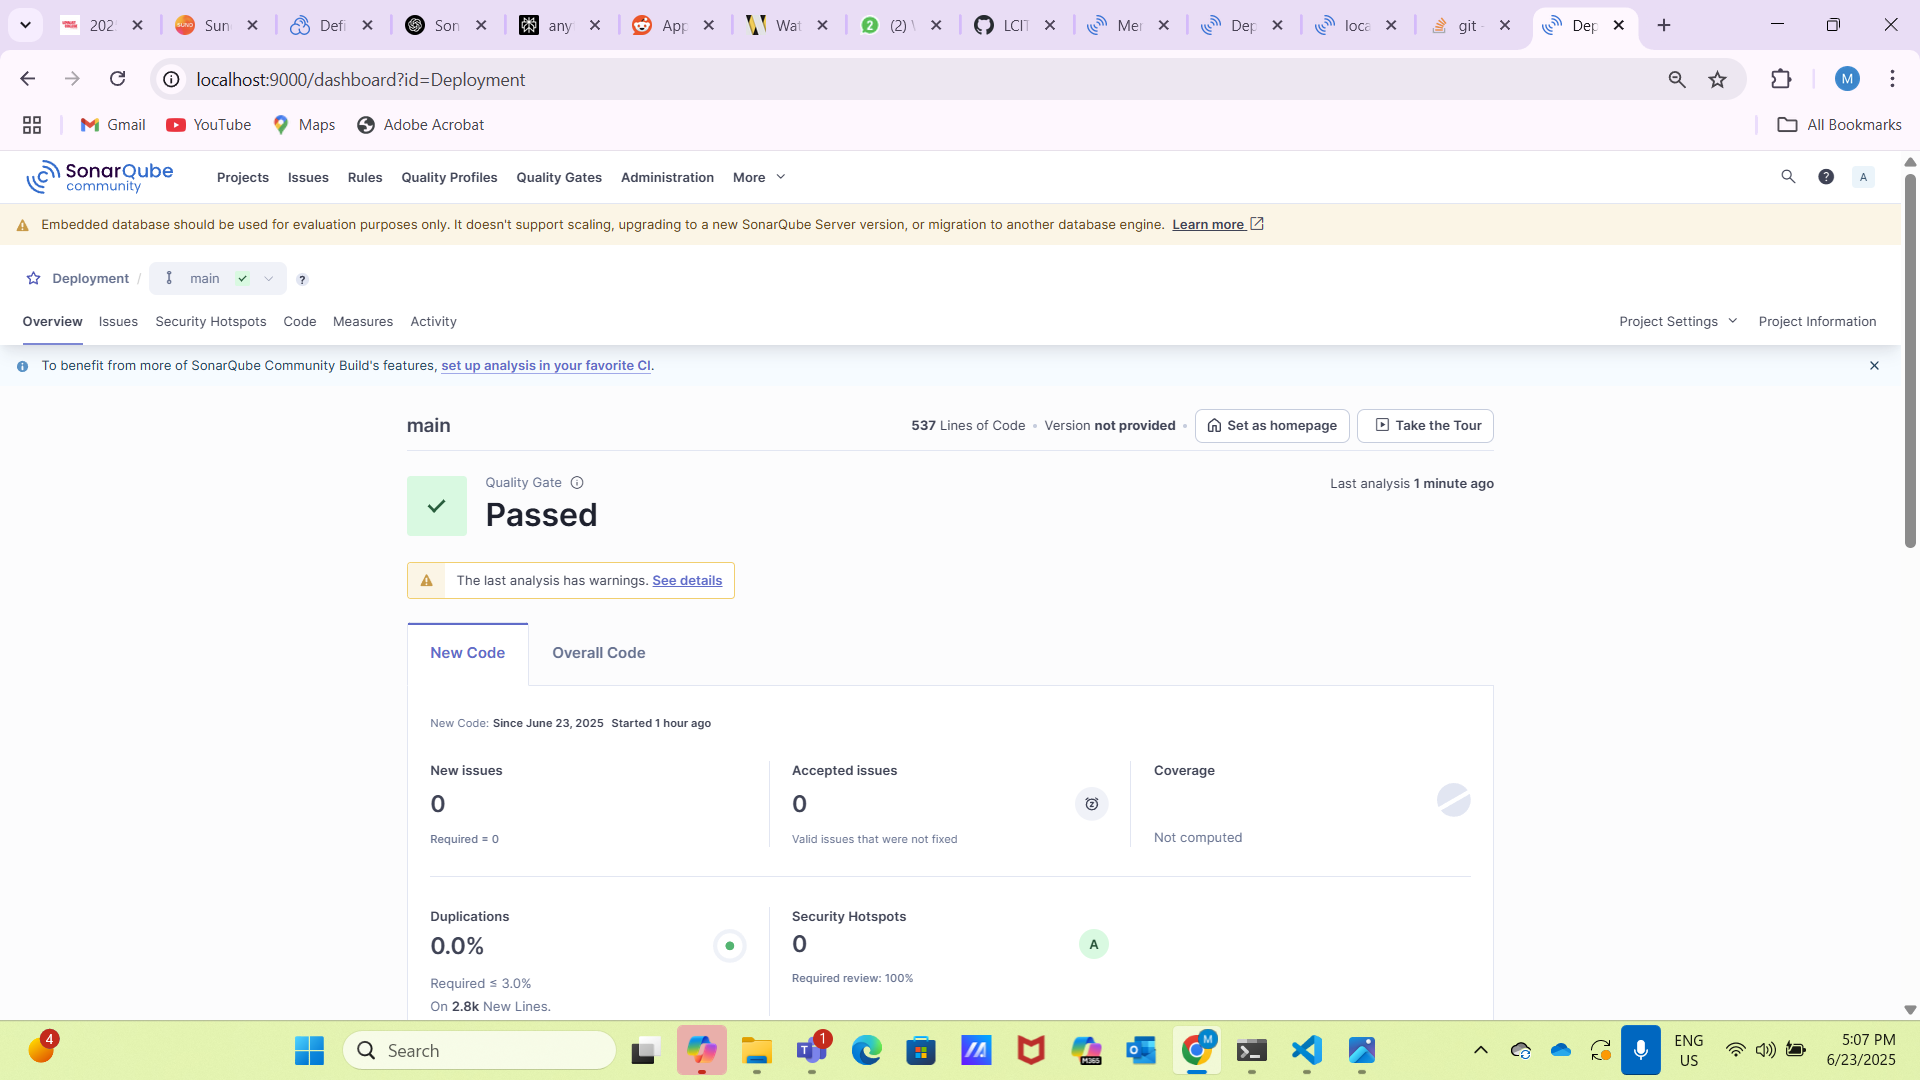 202
Sun
Defi
Son
any
App
Wat
2
(2)
LCIT
Mer
Dep
loca
git -
Dep
localhost:9000/dashboard?id=Deployment
M
Gmail
YouTube
Maps
Adobe Acrobat
All Bookmarks
SonarQube
community
Projects
Issues
Rules
Quality Profiles
Quality Gates
Administration
More
?
A
Embedded database should be used for evaluation purposes only. It doesn't support scaling, upgrading to a new SonarQube Server version, or migration to another database engine. Learn more
Deployment / main ?
Overview
Issues
Security Hotspots
Code
Measures
Activity
Project Settings
Project Information
To benefit from more of SonarQube Community Build's features, set up analysis in your favorite CI.
main
537 Lines of Code • Version not provided •
Set as homepage
Take the Tour
Quality Gate
Passed
Last analysis 1 minute ago
The last analysis has warnings. See details
New Code
Overall Code
New Code: Since June 23, 2025 Started 1 hour ago
New issues
0
Required = 0
Accepted issues
0
Valid issues that were not fixed
Coverage
Not computed
Duplications
0.0%
Required ≤ 3.0%
On 2.8k New Lines.
Security Hotspots
0
A
Required review: 100%
4
Search
1
M365
M
ENG
US
5:07 PM
6/23/2025